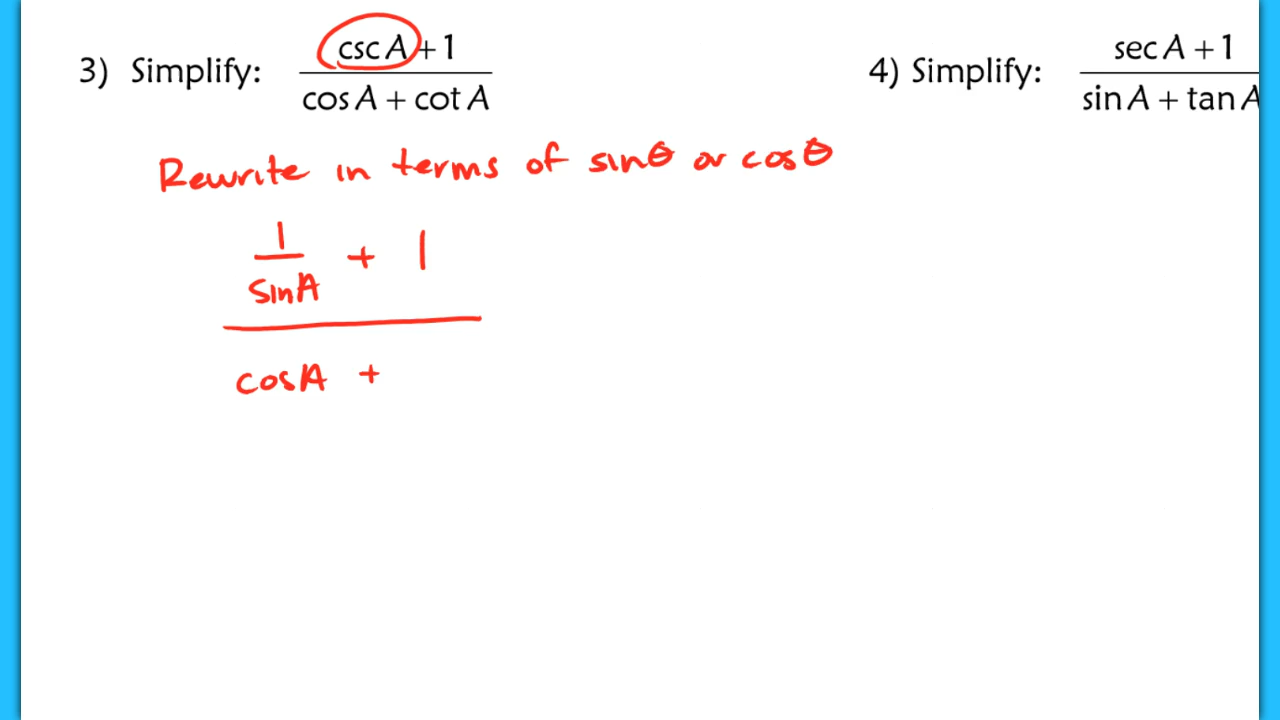 3) Simplify: csc A + 1
cos A + cot A
4) Simplify: sec A + 1
sin A + tan A
Rewrite in terms of sinθ or cosθ
1 + 1
sinA
cosA +